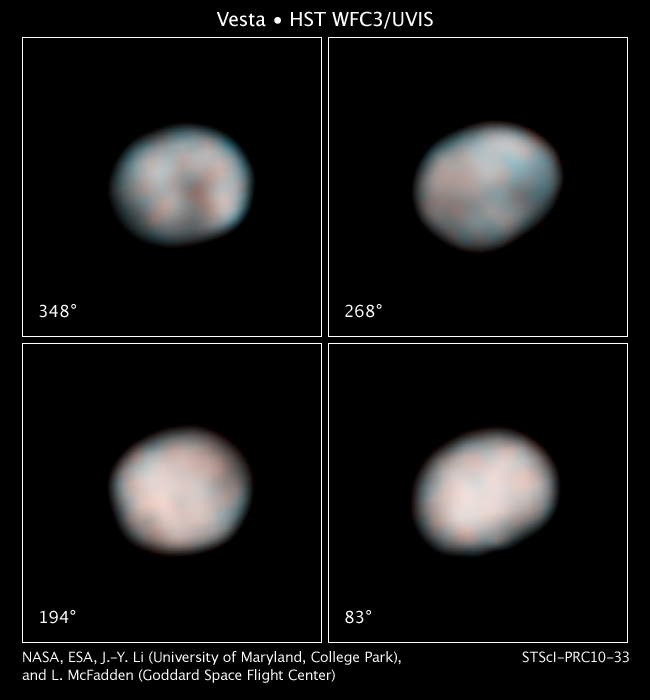 Vesta • HST WFC3/UVIS
348°
268°
194°
83°
NASA, ESA, J.–Y. Li (University of Maryland, College Park),
and L. McFadden (Goddard Space Flight Center)
STScI–PRC10–33